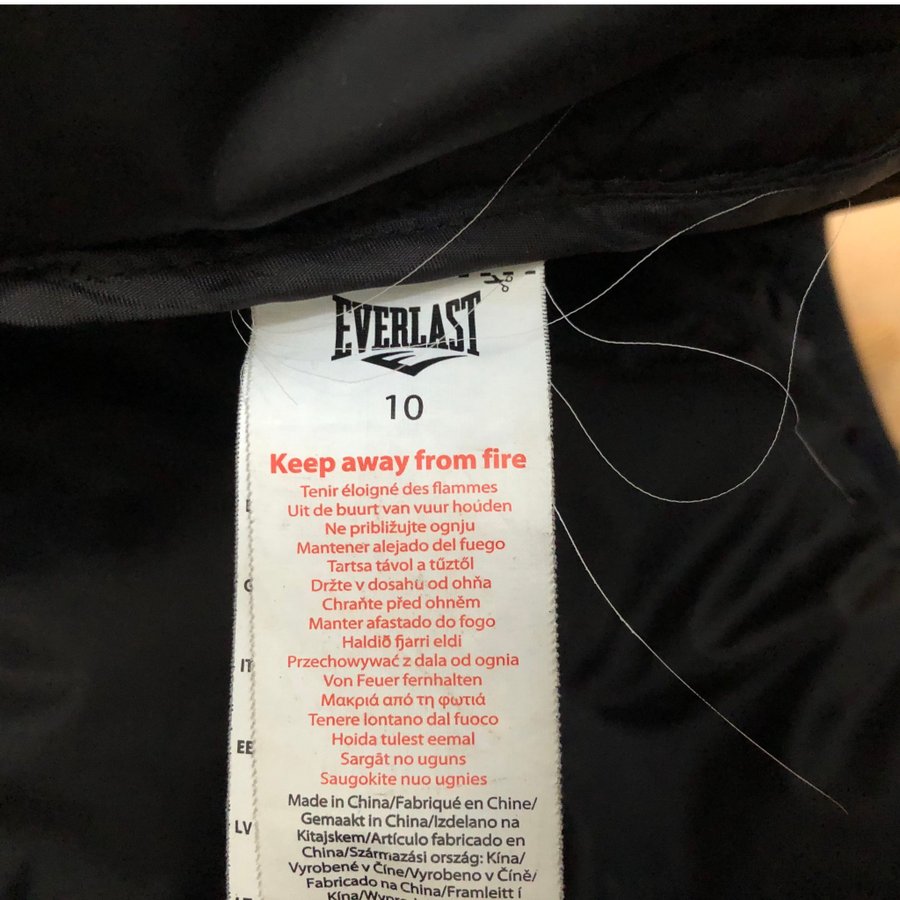 EVERLAST
10
Keep away from fire
Tenir éloigné des flammes
Uit de buurt van vuur houden
Ne približujte ognju
Mantener alejado del fuego
Tartsa távol a tűztől
Držte v dosahu od ohňa
Chraňte před ohněm
Manter afastado do fogo
Haldið fjarri eldi
Przechowywać z dala od ognia
Von Feuer fernhalten
Μακριά από τη φωτιά
Tenere lontano dal fuoco
Hoida tulest eemal
Sargāt no uguns
Saugokite nuo ugnies
Made in China/Fabriqué en Chine/
Gemaakt in China/Izdelano na
Kitajskem/Artículo fabricado en
China/Származási ország: Kína/
Vyrobené v Číne/Vyrobeno v Číně/
Fabricado na China/Framleitt í
IT
EE
LV